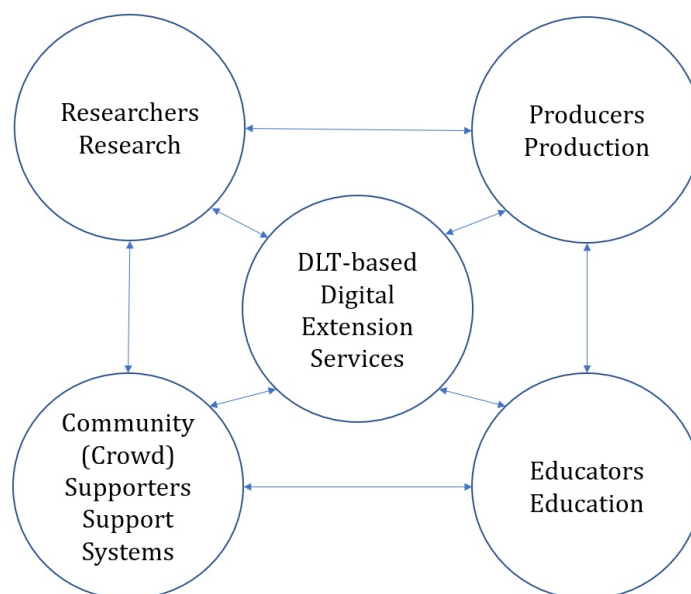 Researchers
Research
Producers
Production
DLT-based
Digital
Extension
Services
Community
(Crowd)
Supporters
Support
Systems
Educators
Education